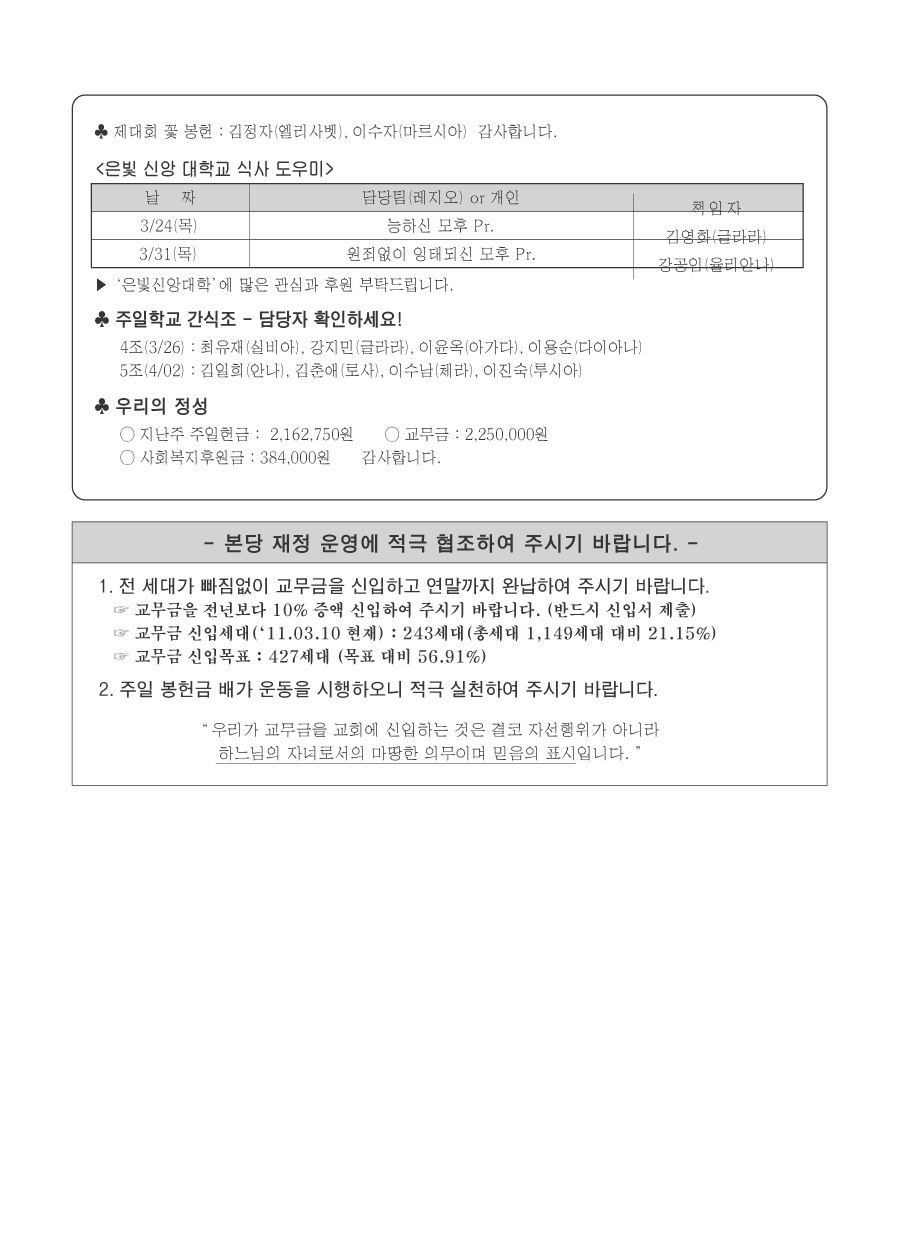 ♣ 제대회 꽃 봉헌 : 김정자(엘리사벳), 이수자(마르시아) 감사합니다.
<은빛 신앙 대학교 식사 도우미>
날 짜 담당팀(레지오) or 개인 책임자
3/24(목) 능하신 모후 Pr. 김영화(글라라)
3/31(목) 원죄없이 잉태되신 모후 Pr. 강공임(율리안나)
▶ ‘은빛신앙대학’에 많은 관심과 후원 부탁드립니다.
♣ 주일학교 간식조 - 담당자 확인하세요!
4조(3/26) : 최유재(실비아), 강지민(글라라), 이윤옥(아가다), 이용순(다이아나)
5조(4/02) : 김일희(안나), 김춘애(로사), 이수남(체라), 이진숙(루시아)
♣ 우리의 정성
○ 지난주 주일헌금 : 2,162,750원 ○ 교무금 : 2,250,000원
○ 사회복지후원금 : 384,000원 감사합니다.
- 본당 재정 운영에 적극 협조하여 주시기 바랍니다. -
1. 전 세대가 빠짐없이 교무금을 신입하고 연말까지 완납하여 주시기 바랍니다.
☞ 교무금을 전년보다 10% 증액 신입하여 주시기 바랍니다. (반드시 신입서 제출)
☞ 교무금 신입세대(‘11.03.10 현재) : 243세대(총세대 1,149세대 대비 21.15%)
☞ 교무금 신입목표 : 427세대 (목표 대비 56.91%)
2. 주일 봉헌금 배가 운동을 시행하오니 적극 실천하여 주시기 바랍니다.
“ 우리가 교무금을 교회에 신입하는 것은 결코 자선행위가 아니라
하느님의 자녀로서의 마땅한 의무이며 믿음의 표시입니다. ”